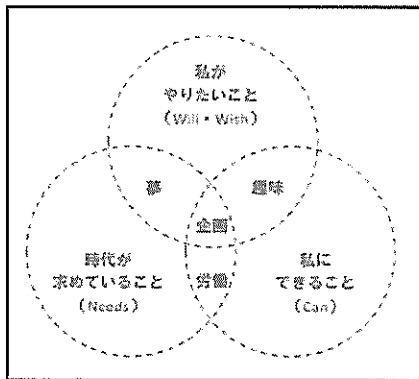 私が
やりたいこと
(Will・Wish)
夢
趣味
企画
時代が
求めていること
(Needs)
労働
私に
できること
(Can)